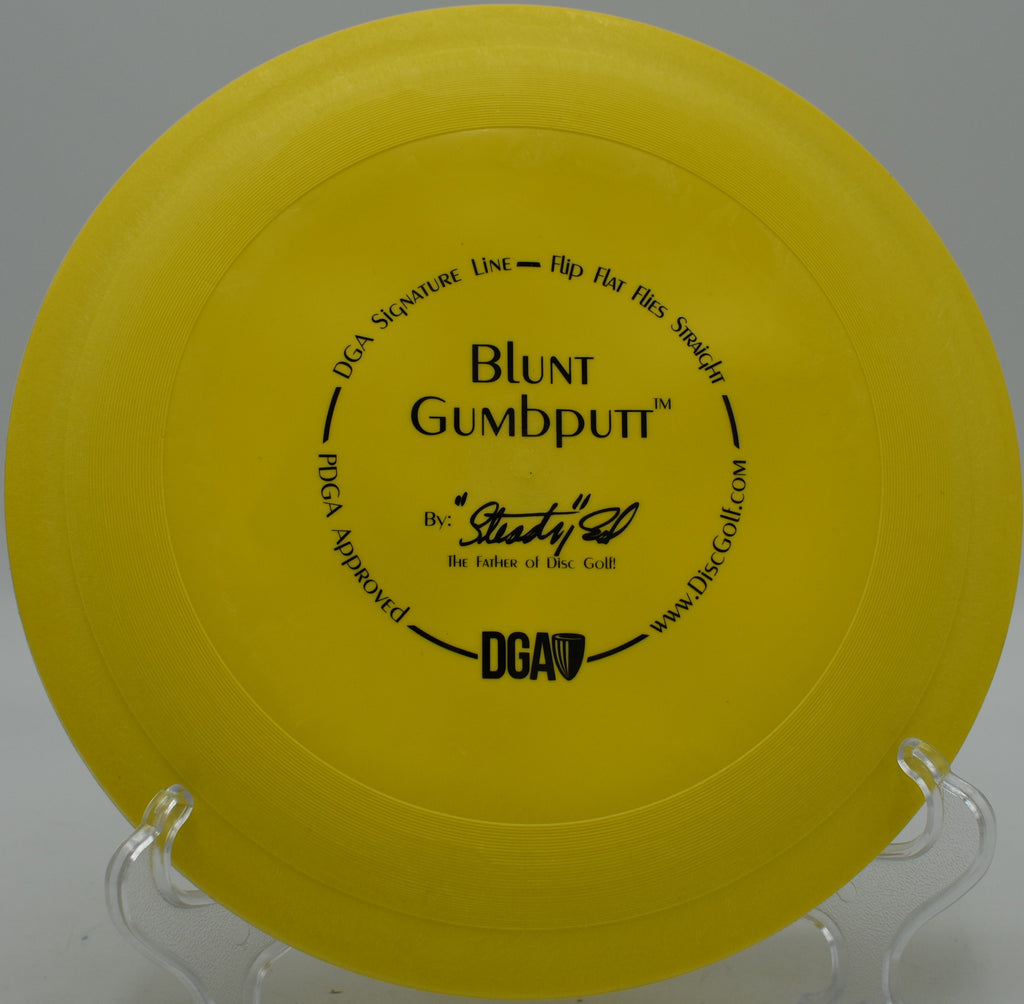 DGA Signature Line — Flip Flat Flies Straight
Blunt
Gumbputt™
By: "Steady" Ed
The Father of Disc Golf!
PDGA Approved
www.DiscGolf.com
DGA